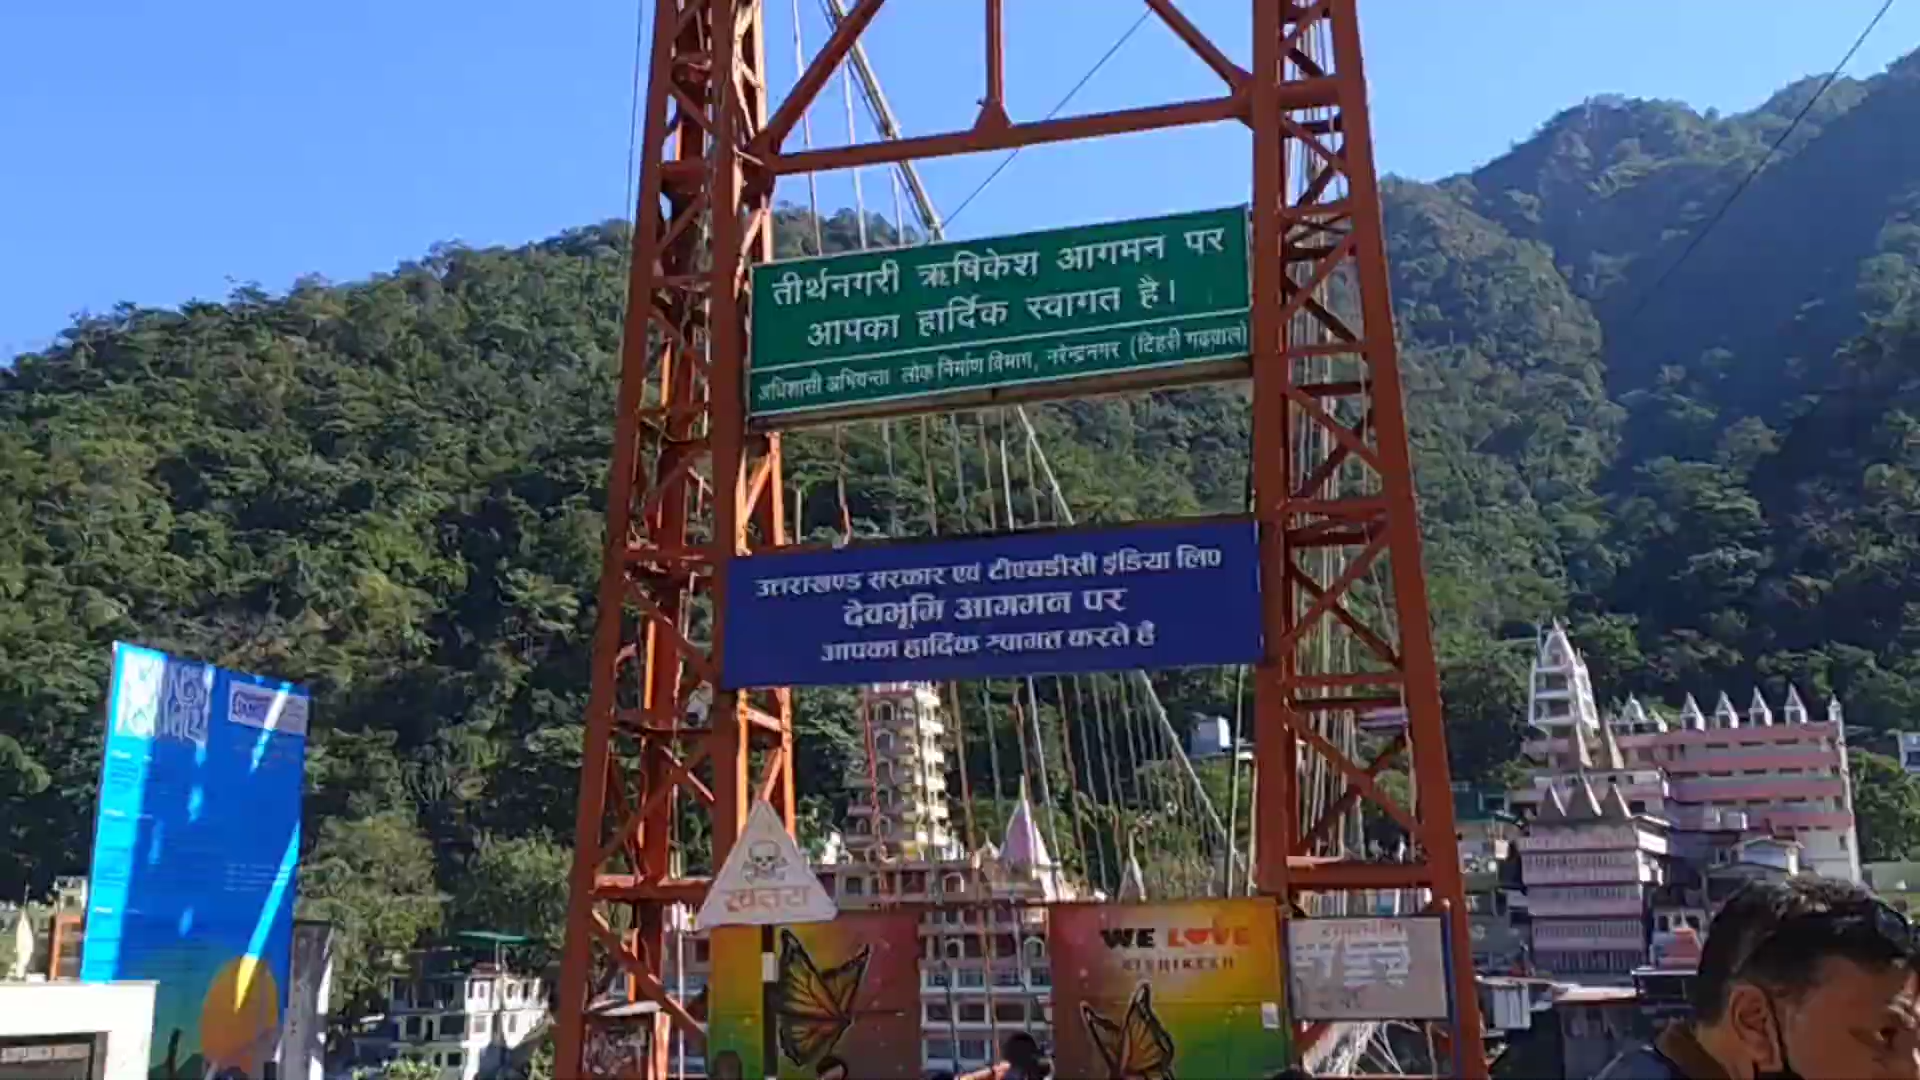 तीर्थनगरी ऋषिकेश आगमन पर
आपका हार्दिक स्वागत है।
अधिशासी अभियन्ता लोक निर्माण विभाग, नरेन्द्रनगर (टिहरी गढ़वाल)
उत्तराखण्ड सरकार एवं टीएचडीसी इंडिया लि०
देवभूमि आगमन पर
आपका हार्दिक स्वागत करते हैं
खतरा
WE LOVE
RISHIKESH